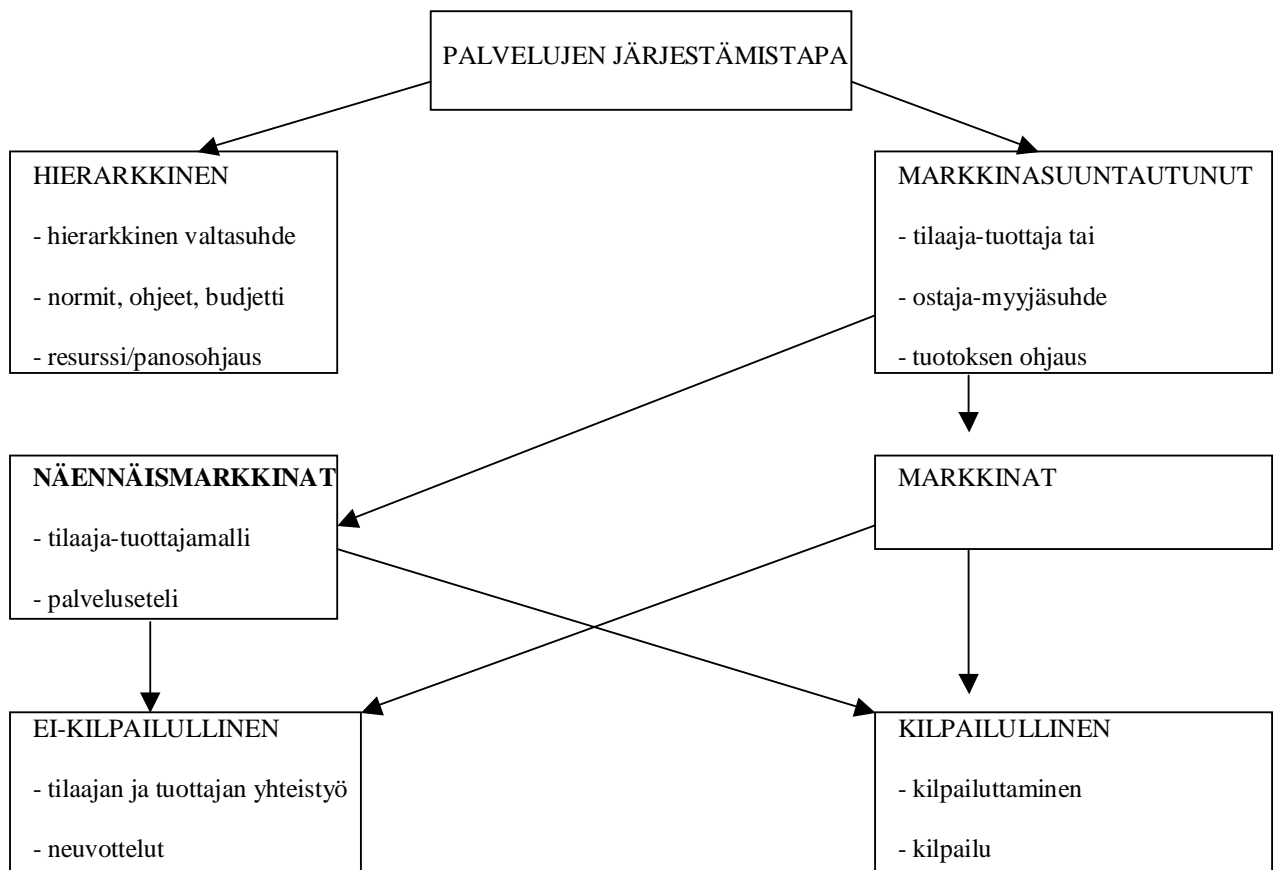 PALVELUJEN JÄRJESTÄMISTAPA
HIERARKKINEN
- hierarkkinen valtasuhde
- normit, ohjeet, budjetti
- resurssi/panosohjaus
MARKKINASUUNTAUTUNUT
- tilaaja-tuottaja tai
- ostaja-myyjäsuhde
- tuotoksen ohjaus
NÄENNÄISMARKKINAT
- tilaaja-tuottajamalli
- palveluseteli
MARKKINAT
EI-KILPAILULLINEN
- tilaajan ja tuottajan yhteistyö
- neuvottelut
KILPAILULLINEN
- kilpailuttaminen
- kilpailu